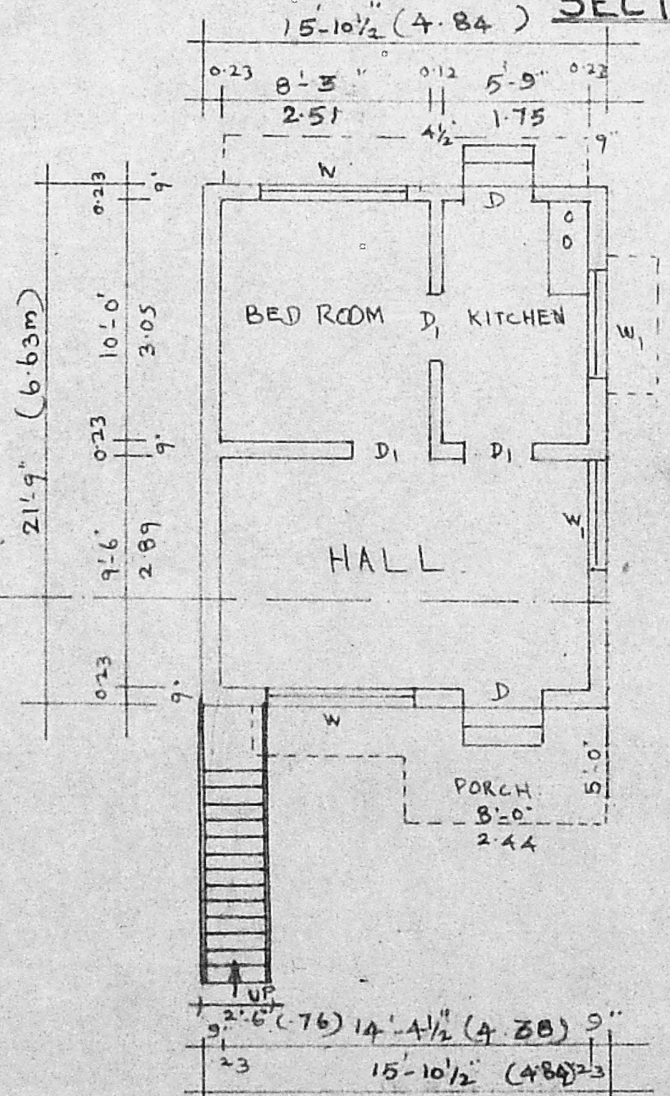 SECT
15'-10½" (4.84 )
0.23 8'-3" 0.12 5'-9" 0.23
2.51 4½" 1.75 9"
W D
0.23 9"
BED ROOM D₁ KITCHEN
W₁
10'-0" 3.05
21'-9" (6.63m)
0.23 9"
D₁ D₁
W
9'-6" 2.89
HALL
0.23 9"
W D
PORCH
8'-0"
2.44
5'-0"
UP
2'-6" (.76) 14'-4½" (4.38) 9"
9"
23 15'-10½" (4.84) 23